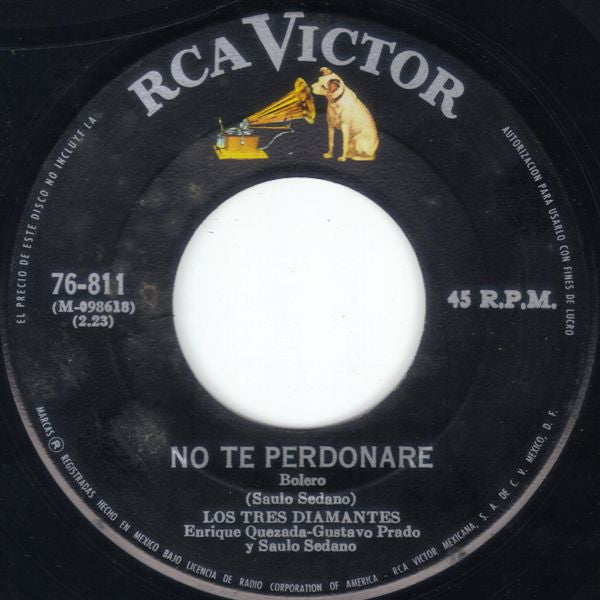 RCA VICTOR
EL PRECIO DE ESTE DISCO NO INCLUYE LA
AUTORIZACION PARA USARLO CON FINES DE LUCRO
76-811
(M-098618)
(2.23)
45 R.P.M.
NO TE PERDONARE
Bolero
(Saulo Sedano)
LOS TRES DIAMANTES
Enrique Quezada-Gustavo Prado
y Saulo Sedano
MARCAS ® REGISTRADAS HECHO EN MEXICO BAJO LICENCIA DE RADIO CORPORATION OF AMERICA - RCA VICTOR MEXICANA, S. A. DE C. V. MEXICO, D. F.